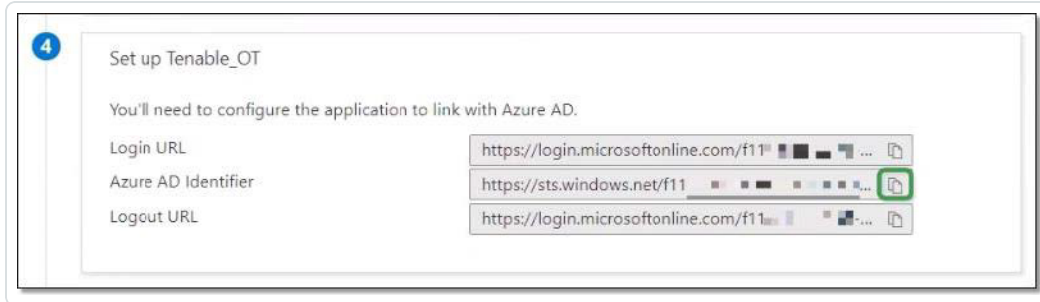 4
Set up Tenable_OT
You'll need to configure the application to link with Azure AD.
Login URL
https://login.microsoftonline.com/f11 ...
Azure AD Identifier
https://sts.windows.net/f11 ...
Logout URL
https://login.microsoftonline.com/f11 -...